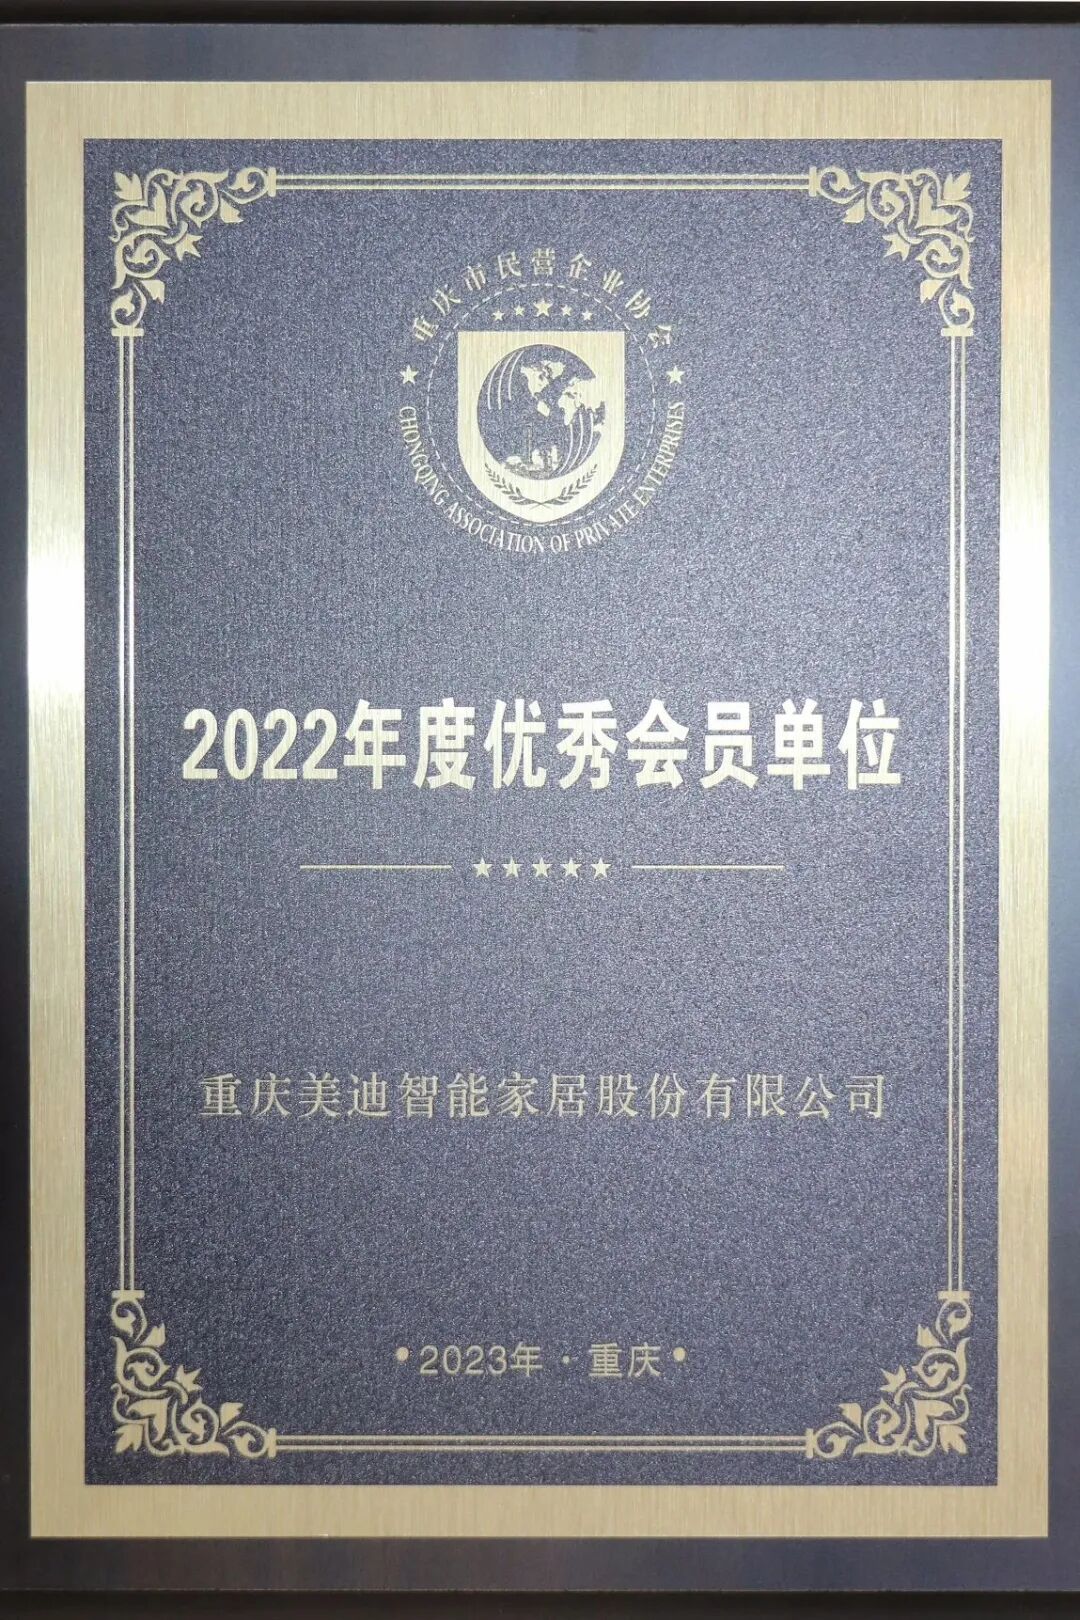 重庆市民营企业协会
CHONGQING ASSOCIATION OF PRIVATE ENTERPRISES
2022年度优秀会员单位
重庆美迪智能家居股份有限公司
2023年·重庆